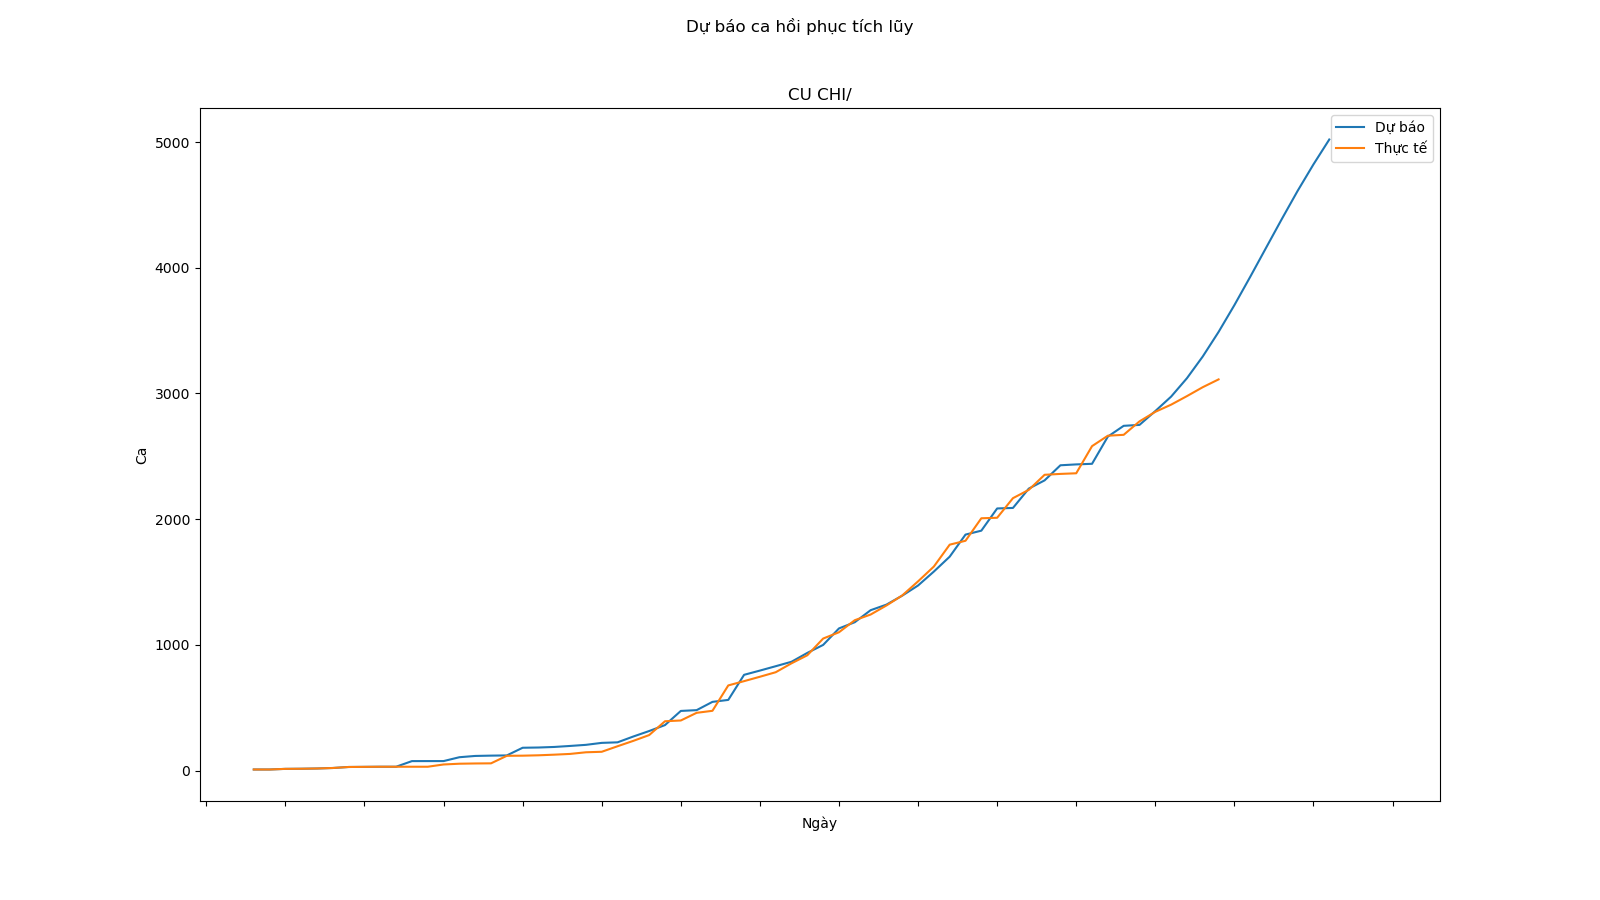 Dự báo ca hồi phục tích lũy
CU CHI/
Dự báo
Thực tế
5000
4000
3000
2000
1000
0
Ca
Ngày